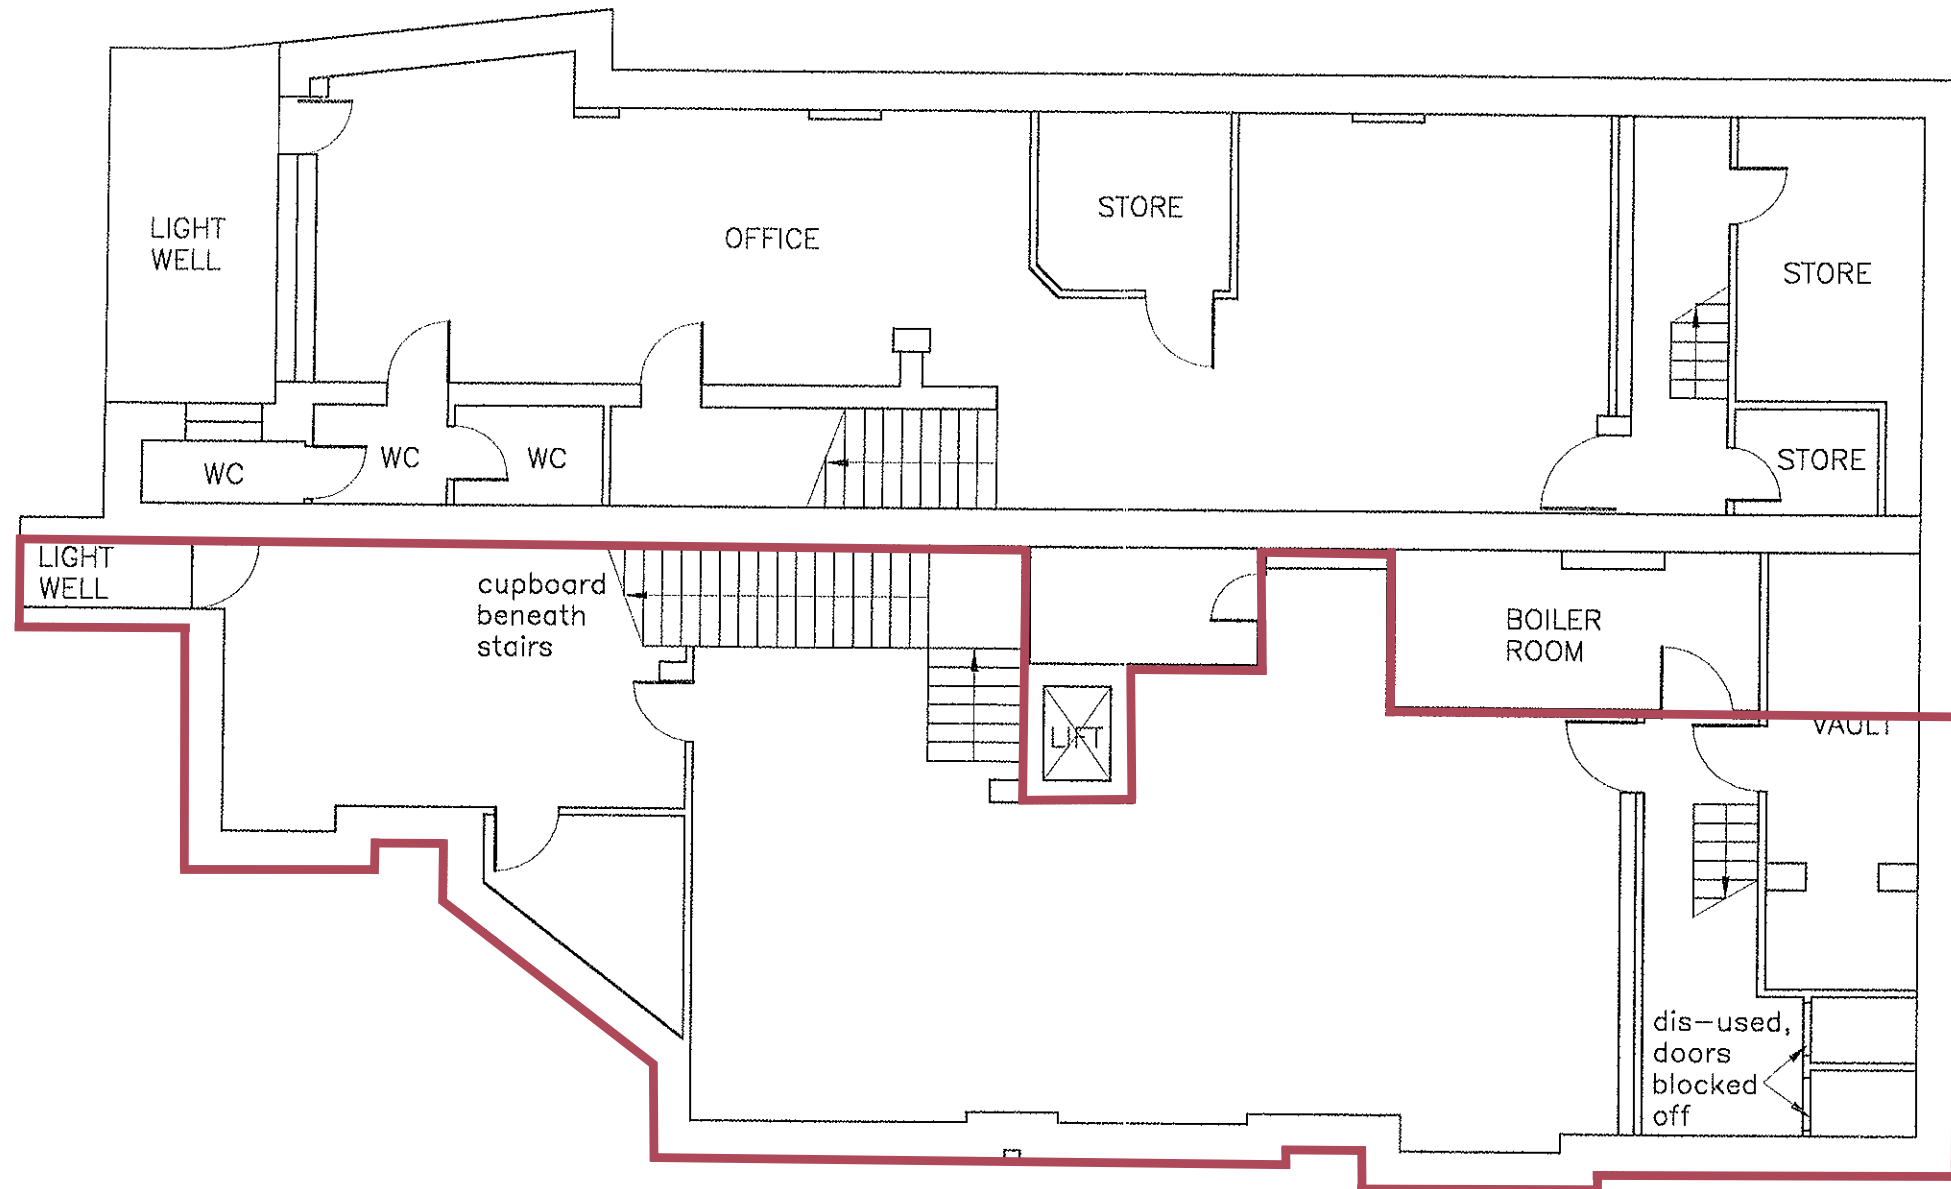 LIGHT
WELL
OFFICE
STORE
STORE
WC
WC
WC
STORE
LIGHT
WELL
cupboard
beneath
stairs
BOILER
ROOM
LIFT
VAULT
dis-used,
doors
blocked
off